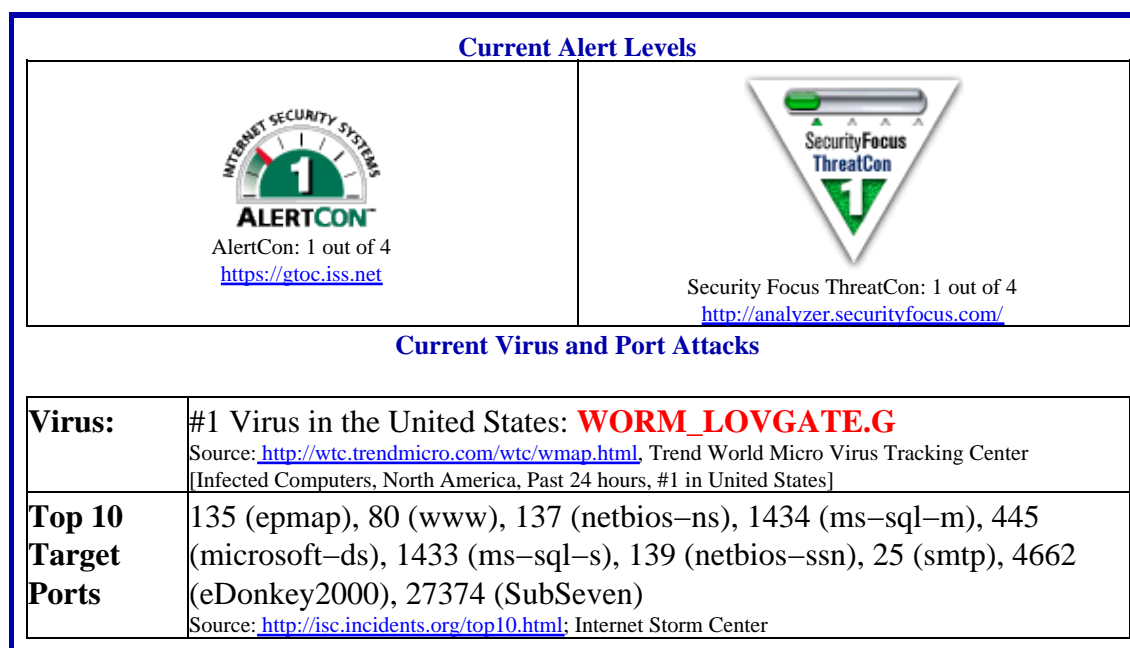 Current Alert Levels
INTERNET SECURITY SYSTEMS
1
ALERTCON™
AlertCon: 1 out of 4
https://gtoc.iss.net
SecurityFocus
ThreatCon
1
Security Focus ThreatCon: 1 out of 4
http://analyzer.securityfocus.com/
Current Virus and Port Attacks
Virus:
#1 Virus in the United States: WORM_LOVGATE.G
Source: http://wtc.trendmicro.com/wtc/wmap.html, Trend World Micro Virus Tracking Center
[Infected Computers, North America, Past 24 hours, #1 in United States]
Top 10
Target
Ports
135 (epmap), 80 (www), 137 (netbios−ns), 1434 (ms−sql−m), 445
(microsoft−ds), 1433 (ms−sql−s), 139 (netbios−ssn), 25 (smtp), 4662
(eDonkey2000), 27374 (SubSeven)
Source: http://isc.incidents.org/top10.html; Internet Storm Center